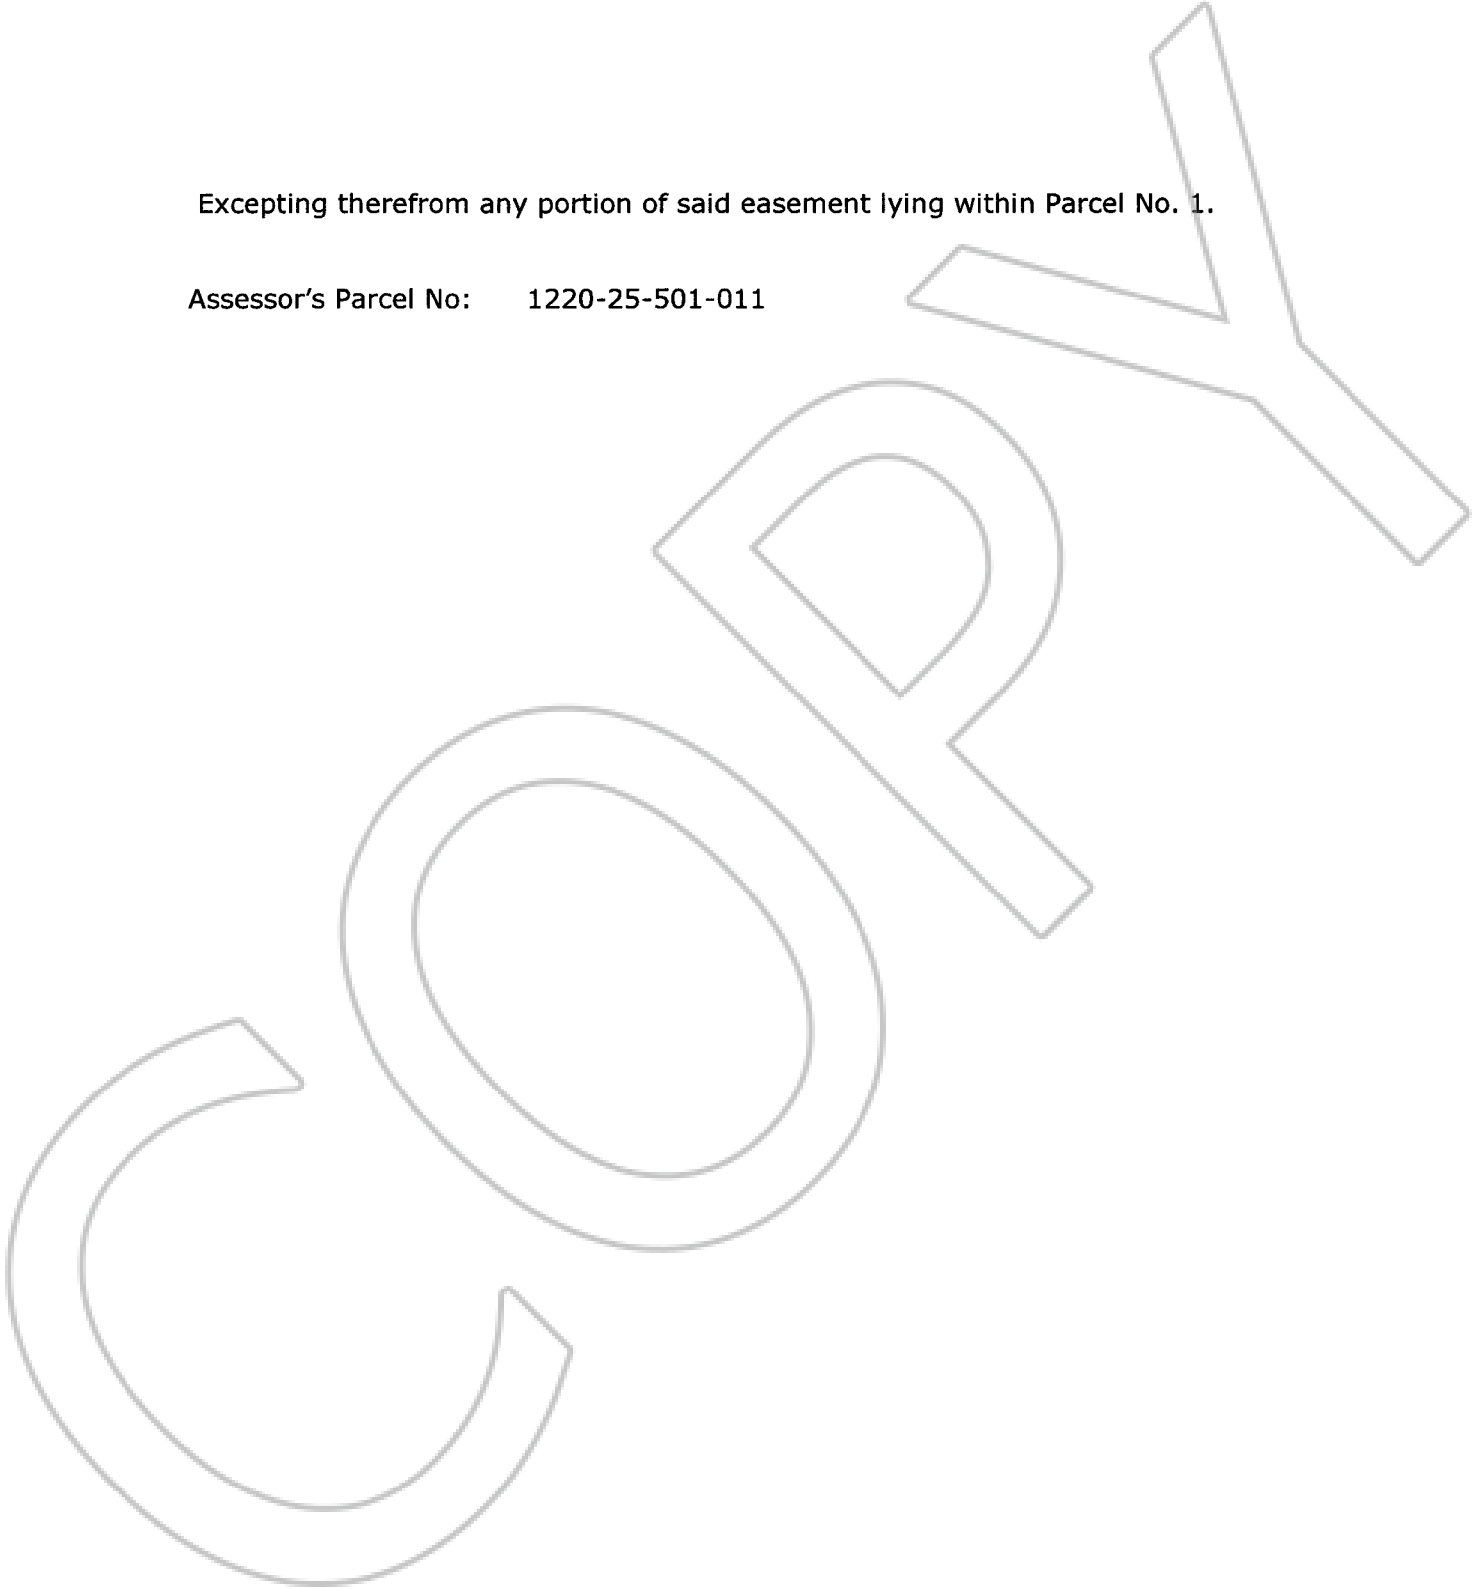 Excepting therefrom any portion of said easement lying within Parcel No. 1.
Assessor’s Parcel No: 1220-25-501-011
COPY